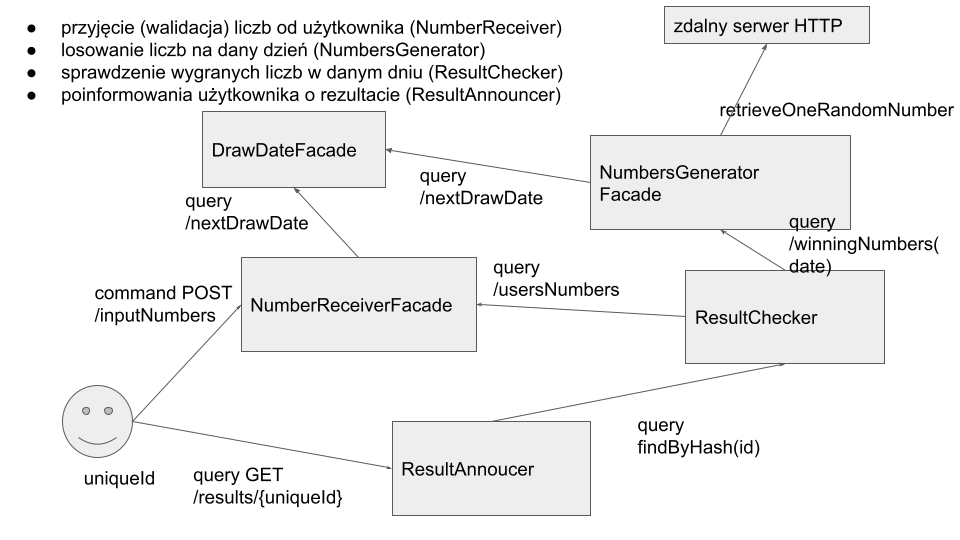 ● przyjęcie (walidacja) liczb od użytkownika (NumberReceiver)
● losowanie liczb na dany dzień (NumbersGenerator)
● sprawdzenie wygranych liczb w danym dniu (ResultChecker)
● poinformowania użytkownika o rezultacie (ResultAnnouncer)
zdalny serwer HTTP
retrieveOneRandomNumber
DrawDateFacade
NumbersGenerator
Facade
query
/nextDrawDate
query
/nextDrawDate
query
/winningNumbers(
date)
query
/usersNumbers
command POST
/inputNumbers
NumberReceiverFacade
ResultChecker
query
findByHash(id)
ResultAnnoucer
uniqueId
query GET
/results/{uniqueId}